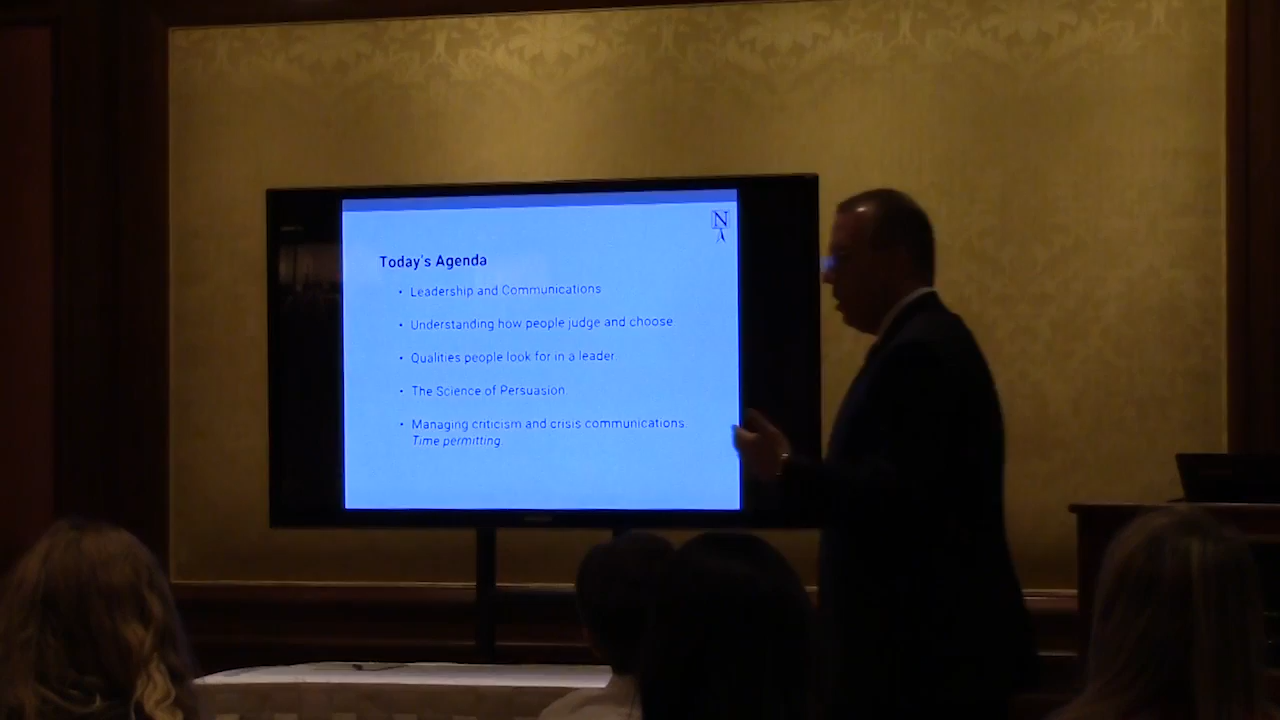 N
Today's Agenda
• Leadership and Communications
• Understanding how people judge and choose
• Qualities people look for in a leader.
• The Science of Persuasion
• Managing criticism and crisis communications.
Time permitting